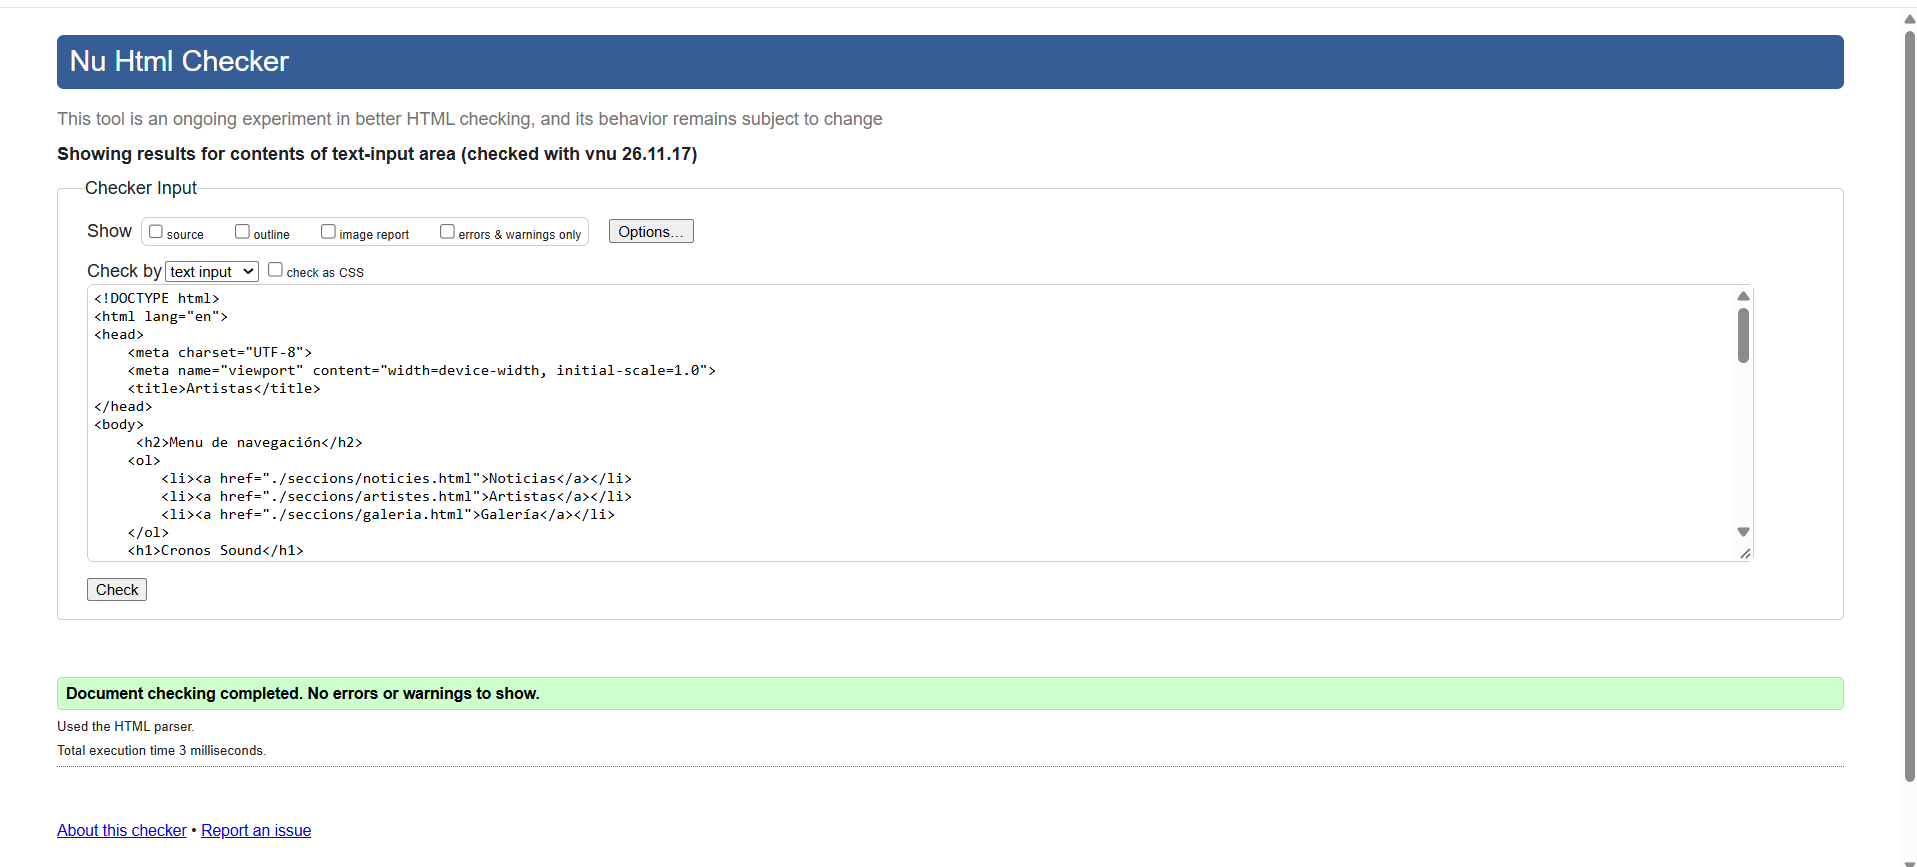 Nu Html Checker
This tool is an ongoing experiment in better HTML checking, and its behavior remains subject to change
Showing results for contents of text-input area (checked with vnu 26.11.17)
Checker Input
Show source outline image report errors & warnings only Options...
Check by text input check as CSS
<!DOCTYPE html>
<html lang="en">
<head>
    <meta charset="UTF-8">
    <meta name="viewport" content="width=device-width, initial-scale=1.0">
    <title>Artistas</title>
</head>
<body>
     <h2>Menu de navegación</h2>
    <ol>
        <li><a href="./seccions/noticies.html">Noticias</a></li>
        <li><a href="./seccions/artistes.html">Artistas</a></li>
        <li><a href="./seccions/galeria.html">Galería</a></li>
    </ol>
    <h1>Cronos Sound</h1>
Check
Document checking completed. No errors or warnings to show.
Used the HTML parser.
Total execution time 3 milliseconds.
About this checker • Report an issue